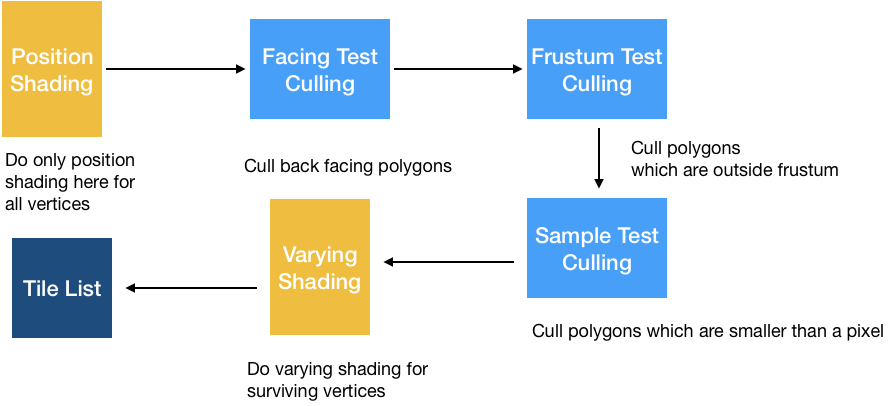 Position
Shading
Facing Test
Culling
Frustum Test
Culling
Do only position
shading here for
all vertices
Cull back facing polygons
Cull polygons
which are outside frustum
Tile List
Varying
Shading
Sample Test
Culling
Do varying shading for
surviving vertices
Cull polygons which are smaller than a pixel